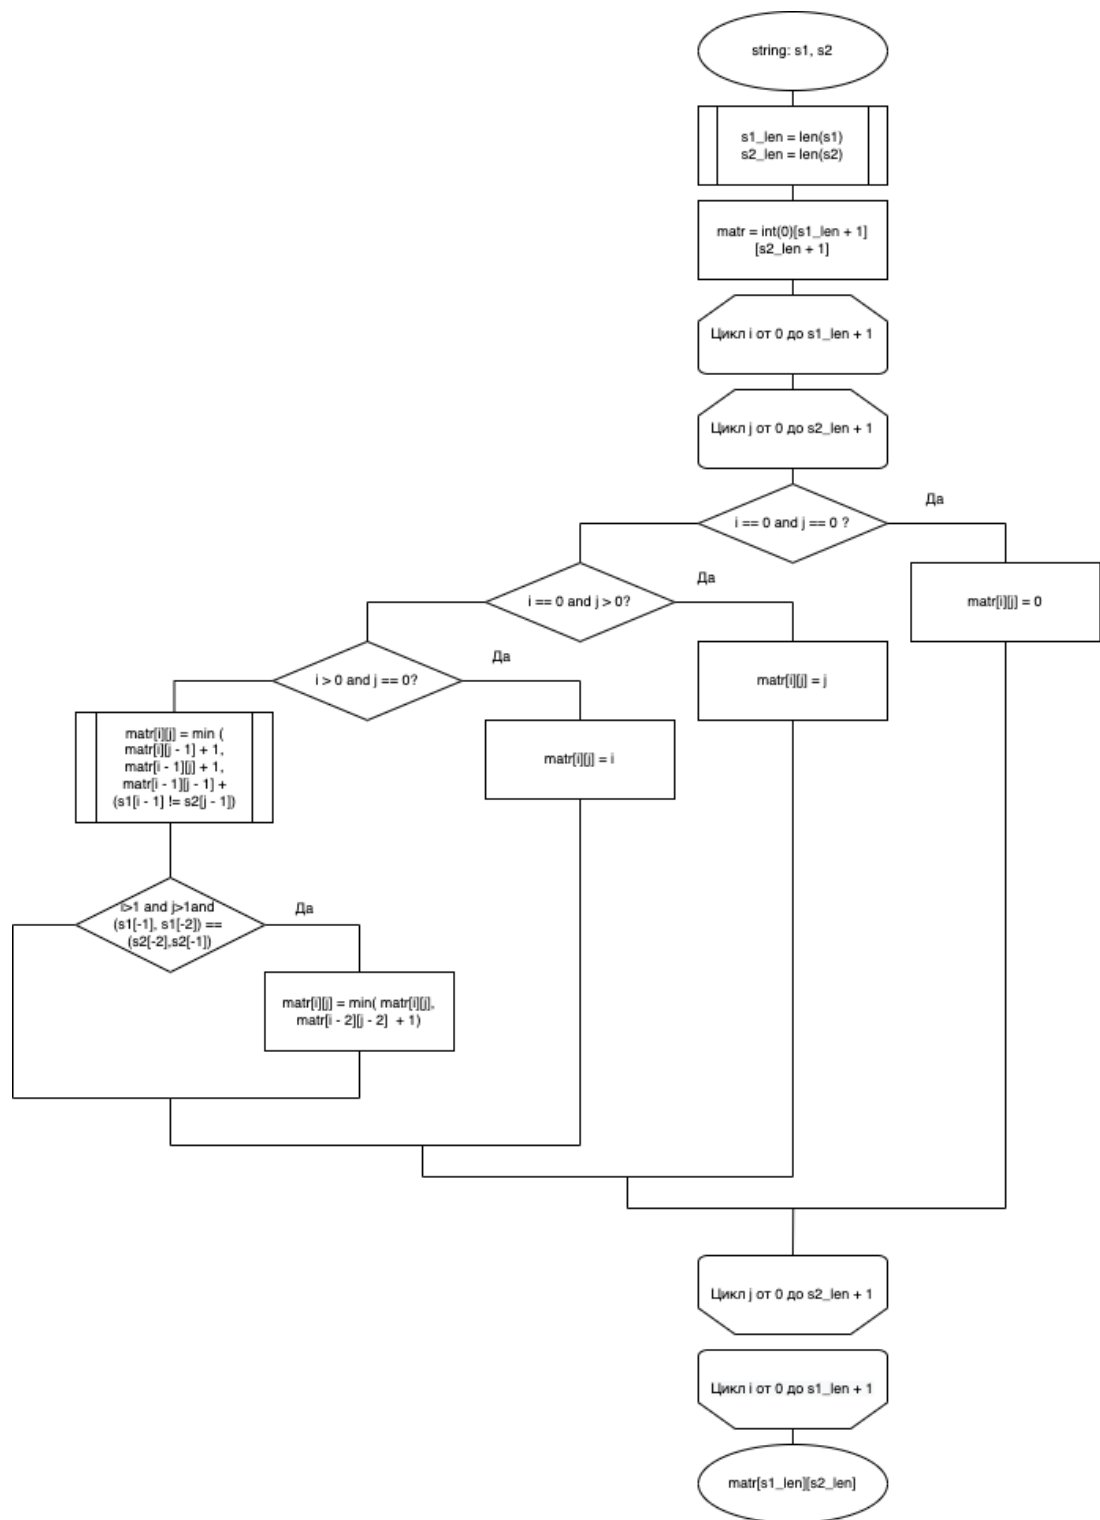 string: s1, s2
s1_len = len(s1)
s2_len = len(s2)
matr = int(0)[s1_len + 1]
[s2_len + 1]
Цикл i от 0 до s1_len + 1
Цикл j от 0 до s2_len + 1
i == 0 and j == 0 ?
Да
matr[i][j] = 0
i == 0 and j > 0?
Да
matr[i][j] = j
i > 0 and j == 0?
Да
matr[i][j] = i
matr[i][j] = min (
matr[i][j - 1] + 1,
matr[i - 1][j] + 1,
matr[i - 1][j - 1] +
(s1[i - 1] != s2[j - 1])
i>1 and j>1and
(s1[-1], s1[-2]) ==
(s2[-2],s2[-1])
Да
matr[i][j] = min( matr[i][j],
matr[i - 2][j - 2] + 1)
Цикл j от 0 до s2_len + 1
Цикл i от 0 до s1_len + 1
matr[s1_len][s2_len]